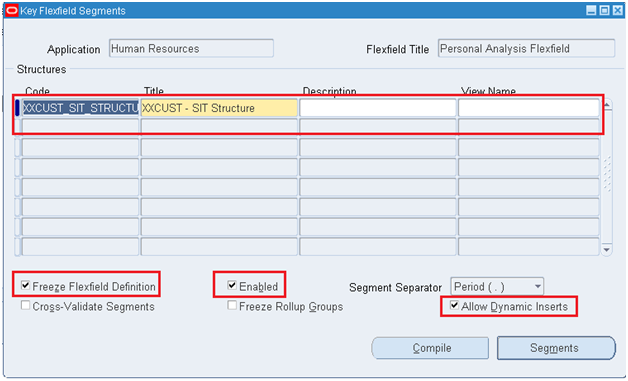 Key Flexfield Segments
Application Human Resources Flexfield Title Personal Analysis Flexfield
Structures
Code Title Description View Name
XXCUST_SIT_STRUCTU XXCUST - SIT Structure
Freeze Flexfield Definition Enabled Segment Separator Period ( . )
Cross-Validate Segments Freeze Rollup Groups Allow Dynamic Inserts
Compile Segments